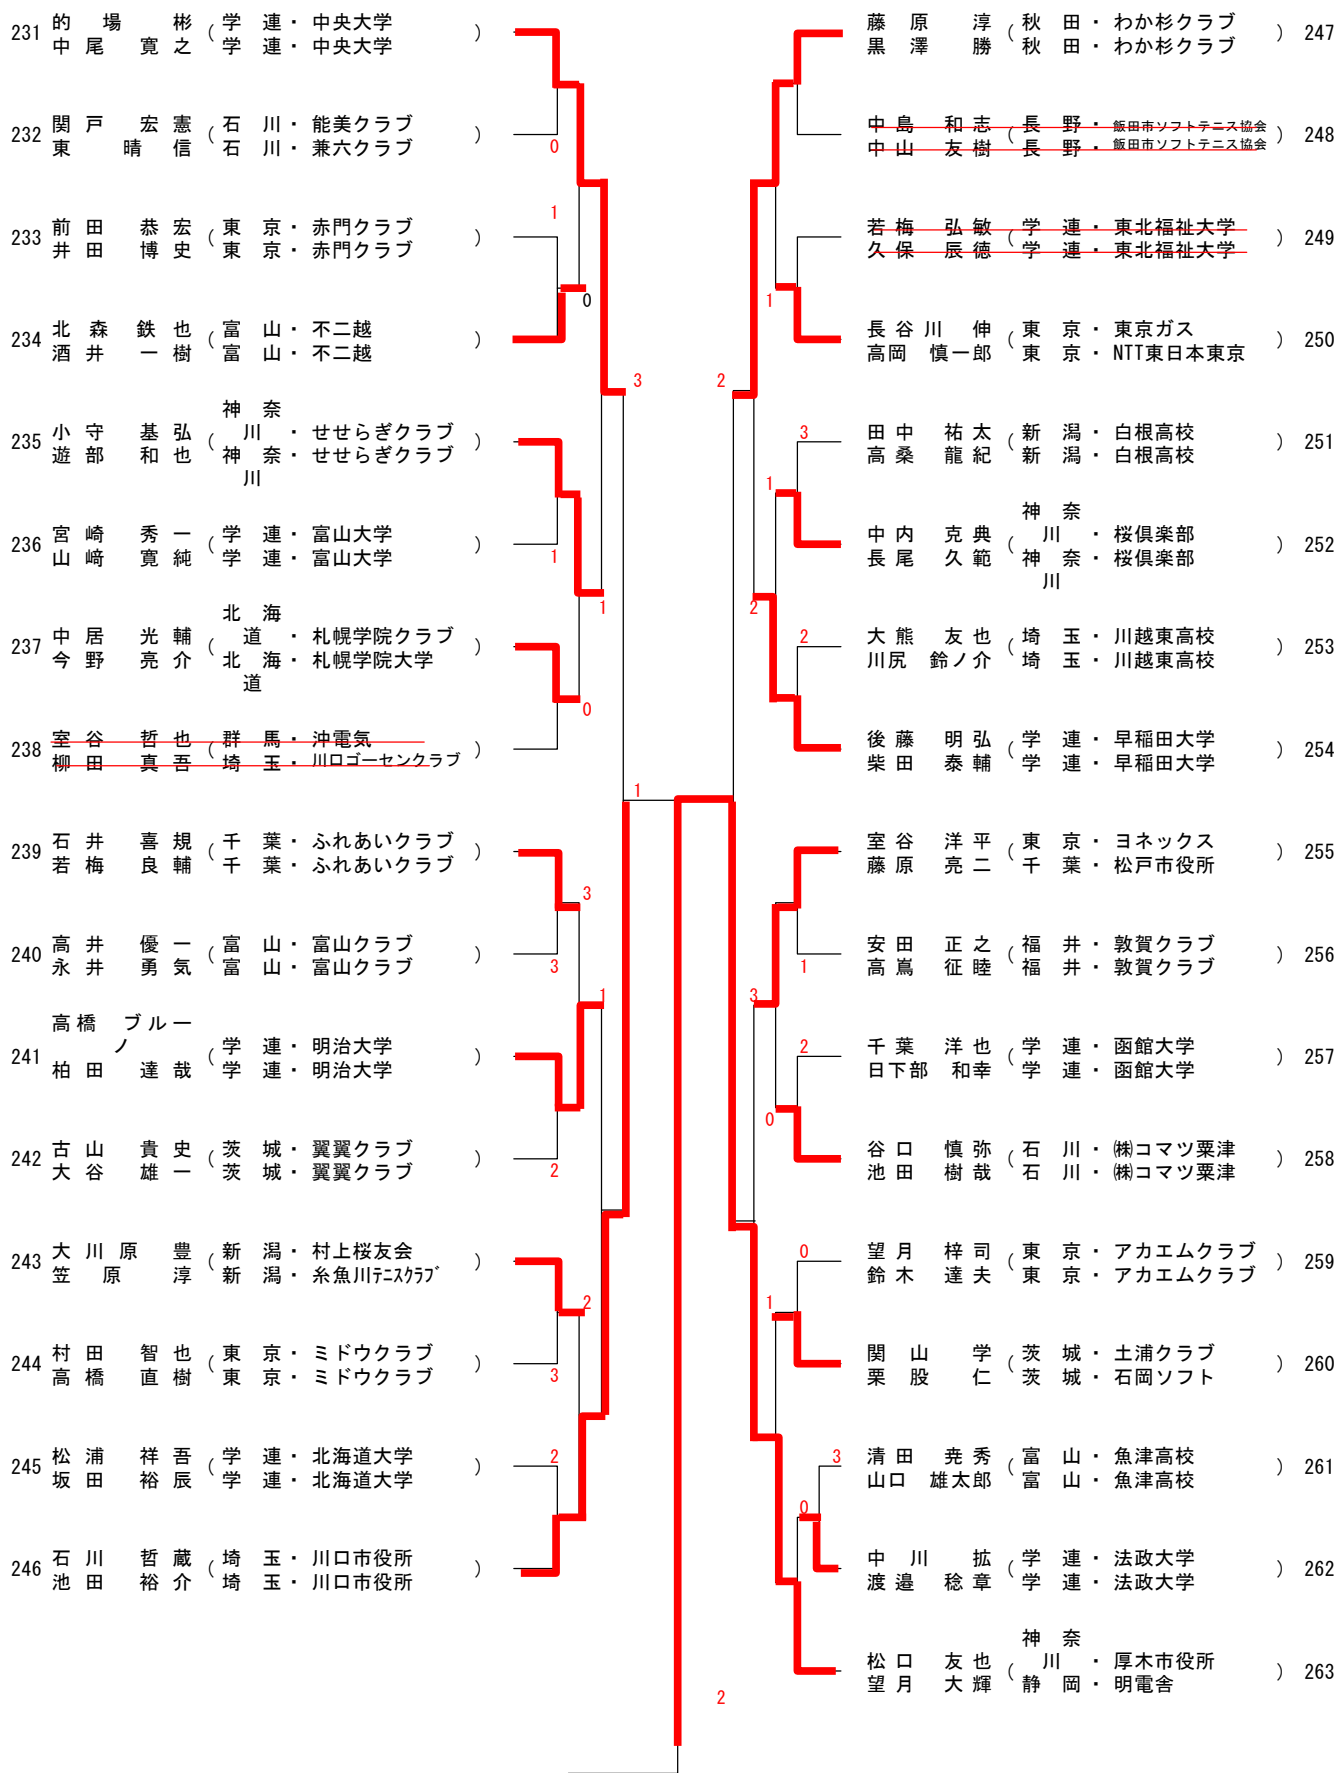 231 的場 彬 (学連・中央大学)
中尾 寛之 学連・中央大学
0
232 関戸 宏憲 (石川・能美クラブ)
東 晴信 石川・兼六クラブ
1
233 前田 恭宏 (東京・赤門クラブ)
井田 博史 東京・赤門クラブ
0
234 北森 鉄也 (富山・不二越)
酒井 一樹 富山・不二越
3
235 小守 基弘 (神奈川・せせらぎクラブ)
遊部 和也 神奈川・せせらぎクラブ
236 宮崎 秀一 (学連・富山大学)
山﨑 寛純 学連・富山大学
1
1
237 中居 光輔 (北海道・札幌学院クラブ)
今野 亮介 北海道・札幌学院大学
0
238 室谷 哲也 (群馬・沖電気)
柳田 真吾 埼玉・川口ゴーセンクラブ
1
239 石井 喜規 (千葉・ふれあいクラブ)
若梅 良輔 千葉・ふれあいクラブ
3
240 高井 優一 (富山・富山クラブ)
永井 勇気 富山・富山クラブ
3
1
241 高橋 ブルーノ (学連・明治大学)
柏田 達哉 学連・明治大学
242 古山 貴史 (茨城・翼翼クラブ)
大谷 雄一 茨城・翼翼クラブ
2
243 大川原 豊 (新潟・村上桜友会)
笠原 淳 新潟・糸魚川テニスクラブ
2
244 村田 智也 (東京・ミドウクラブ)
高橋 直樹 東京・ミドウクラブ
3
245 松浦 祥吾 (学連・北海道大学)
坂田 裕辰 学連・北海道大学
2
246 石川 哲蔵 (埼玉・川口市役所)
池田 裕介 埼玉・川口市役所
藤原 淳 (秋田・わか杉クラブ) 247
黒澤 勝 秋田・わか杉クラブ
中島 和志 (長野・飯田市ソフトテニス協会) 248
中山 友樹 長野・飯田市ソフトテニス協会
若梅 弘敏 (学連・東北福祉大学) 249
久保 辰徳 学連・東北福祉大学
1
長谷川 伸 (東京・東京ガス) 250
高岡 慎一郎 東京・NTT東日本東京
2
3
田中 祐太 (新潟・白根高校) 251
高桑 龍紀 新潟・白根高校
1
中内 克典 (神奈川・桜倶楽部) 252
長尾 久範 神奈川・桜倶楽部
2
2
大熊 友也 (埼玉・川越東高校) 253
川尻 鈴ノ介 埼玉・川越東高校
後藤 明弘 (学連・早稲田大学) 254
柴田 泰輔 学連・早稲田大学
室谷 洋平 (東京・ヨネックス) 255
藤原 亮二 千葉・松戸市役所
安田 正之 (福井・敦賀クラブ) 256
高嶌 征睦 福井・敦賀クラブ
1
3
2
千葉 洋也 (学連・函館大学) 257
日下部 和幸 学連・函館大学
0
谷口 慎弥 (石川・㈱コマツ粟津) 258
池田 樹哉 石川・㈱コマツ粟津
0
望月 梓司 (東京・アカエムクラブ) 259
鈴木 達夫 東京・アカエムクラブ
1
関山 学 (茨城・土浦クラブ) 260
栗股 仁 茨城・石岡ソフト
3
清田 尭秀 (富山・魚津高校) 261
山口 雄太郎 富山・魚津高校
0
中川 拡 (学連・法政大学) 262
渡邉 稔章 学連・法政大学
松口 友也 (神奈川・厚木市役所) 263
望月 大輝 静岡・明電舎
2